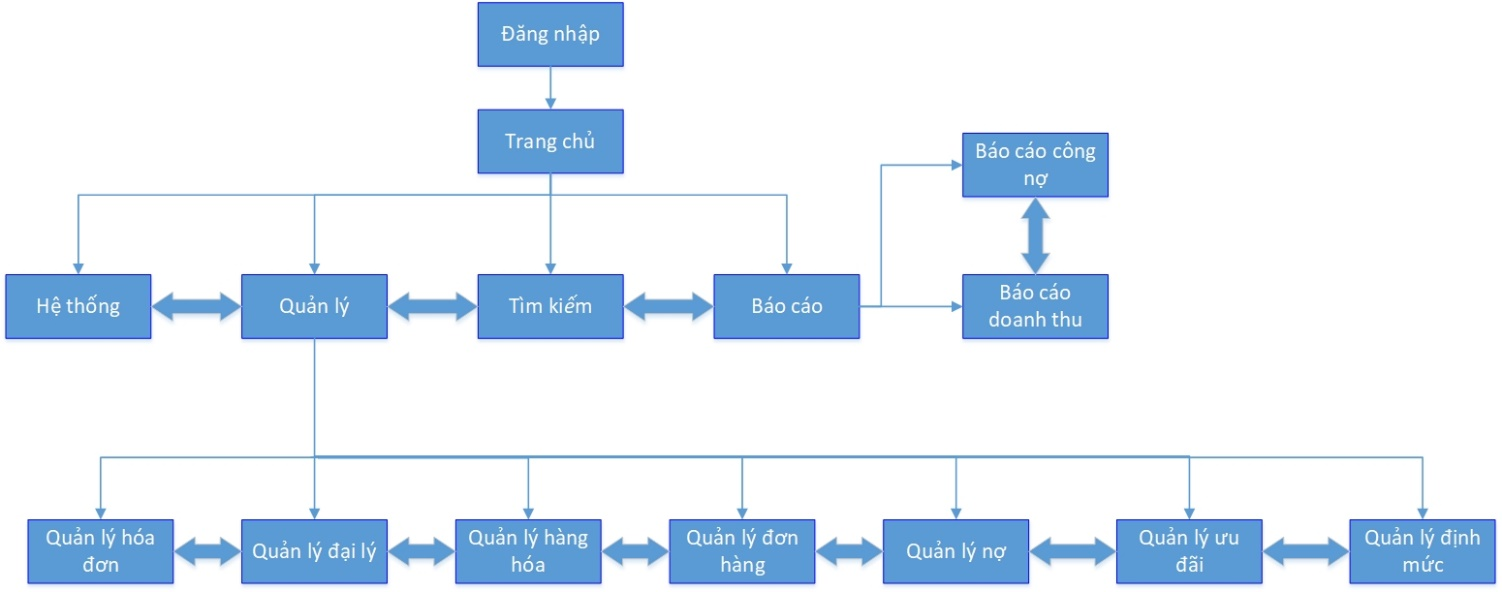 Đăng nhập
Trang chủ
Báo cáo công
nợ
Hệ thống
Quản lý
Tìm kiếm
Báo cáo
Báo cáo
doanh thu
Quản lý hóa
đơn
Quản lý đại lý
Quản lý hàng
hóa
Quản lý đơn
hàng
Quản lý nợ
Quản lý ưu
đãi
Quản lý định
mức